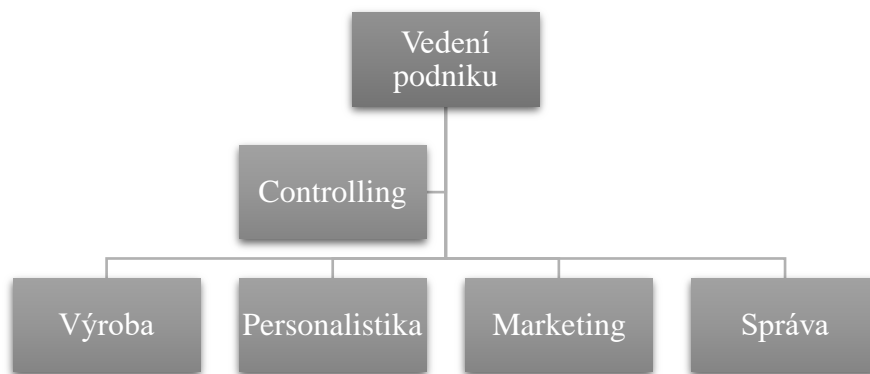 Vedení
podniku
Controlling
Výroba
Personalistika
Marketing
Správa